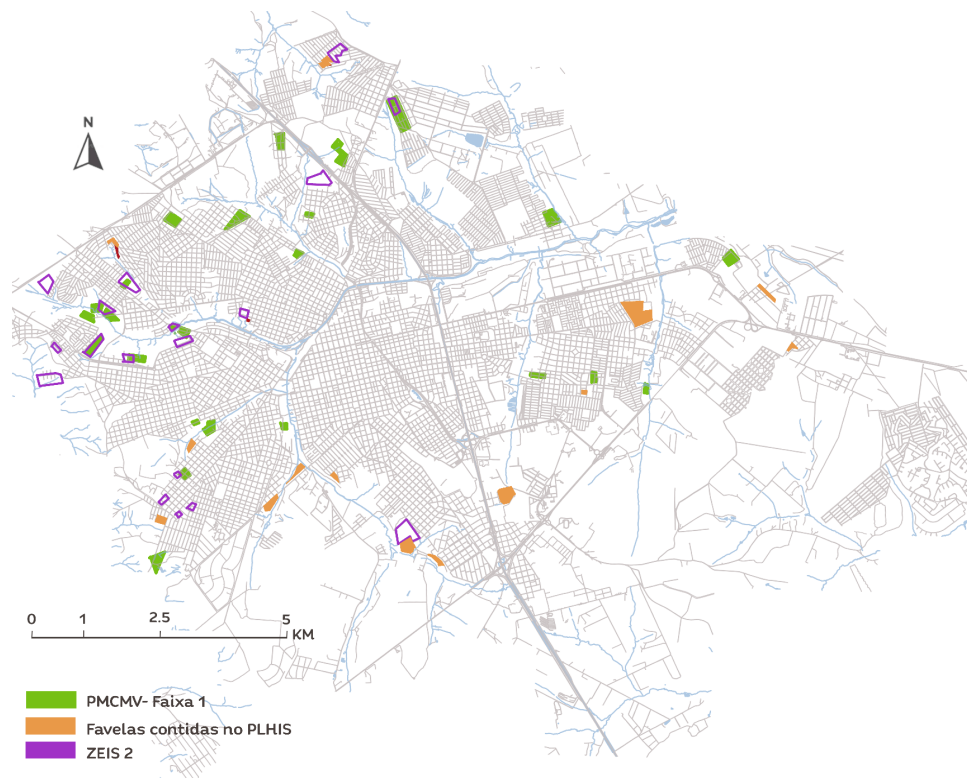 N
0 1 2.5 5
KM
PMCMV- Faixa 1
Favelas contidas no PLHIS
ZEIS 2